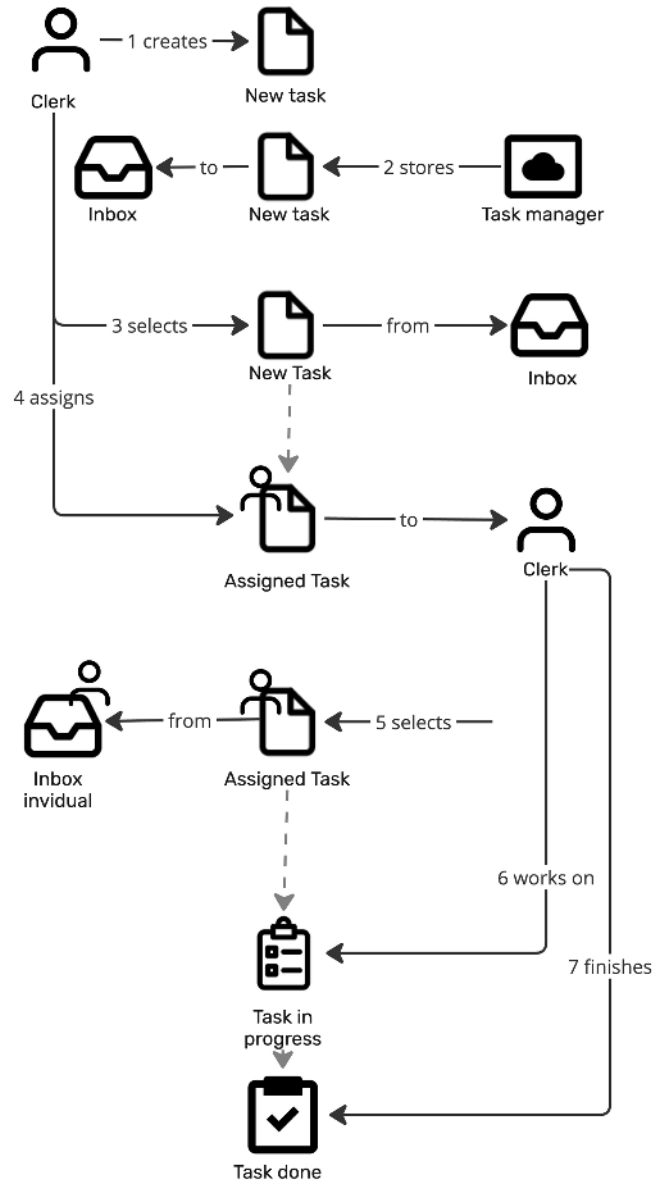 1 creates
Clerk
New task
to
2 stores
Inbox
New task
Task manager
3 selects
from
New Task
Inbox
4 assigns
to
Clerk
Assigned Task
from
5 selects
Inbox
invidual
Assigned Task
6 works on
7 finishes
Task in
progress
Task done